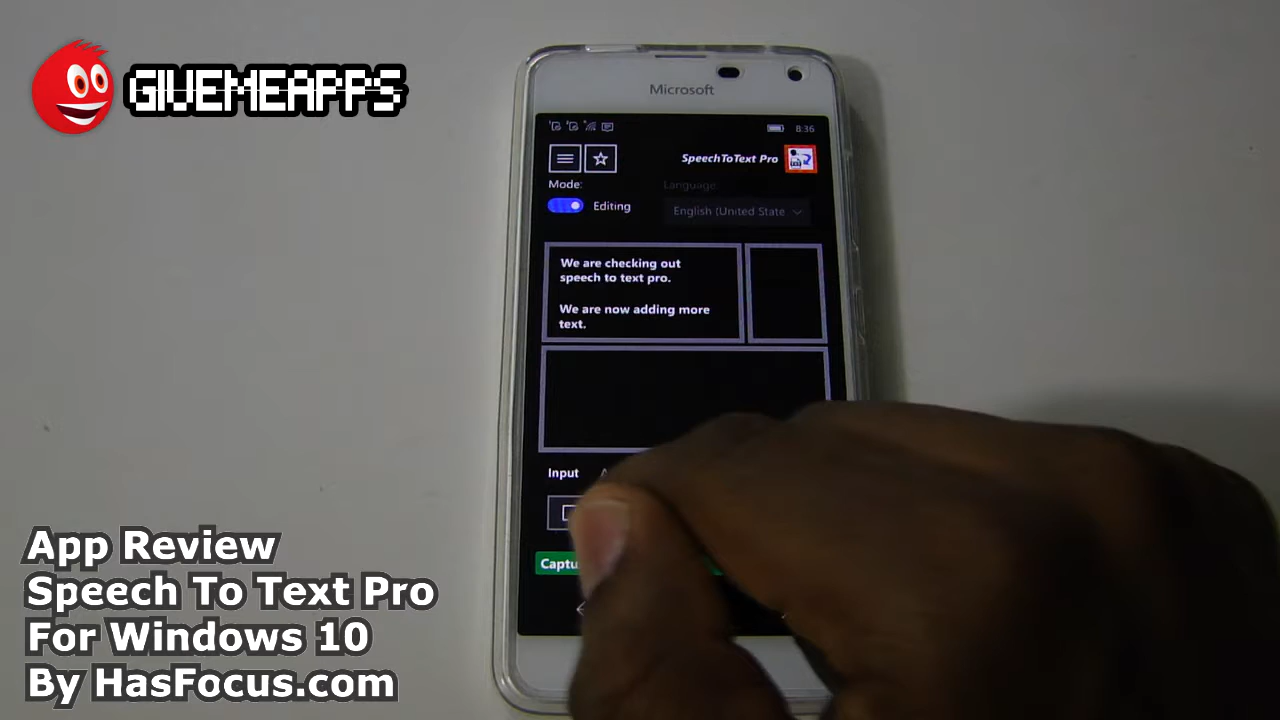 GIVEMEAPPS
Microsoft
8:36
SpeechToText Pro
Mode:
Language:
Editing
English (United State
We are checking out
speech to text pro.
We are now adding more
text.
Input
App Review
Speech To Text Pro
For Windows 10
By HasFocus.com